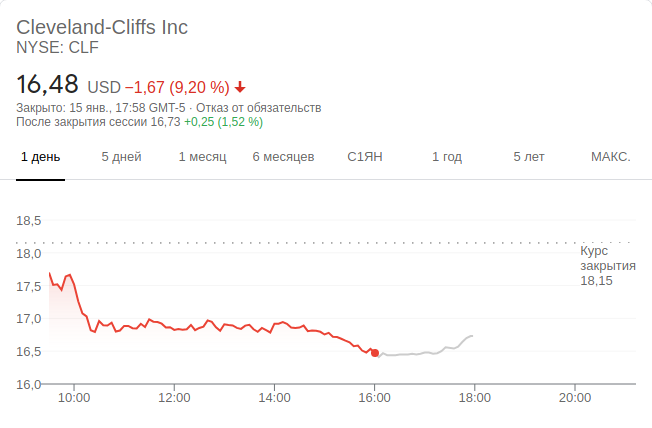 Cleveland-Cliffs Inc
NYSE: CLF
16,48 USD −1,67 (9,20 %)
Закрыто: 15 янв., 17:58 GMT-5 · Отказ от обязательств
После закрытия сессии 16,73 +0,25 (1,52 %)
1 день 5 дней 1 месяц 6 месяцев С1ЯН 1 год 5 лет МАКС.
18,5
18,0
17,5
17,0
16,5
16,0
Курс
закрытия
18,15
10:00 12:00 14:00 16:00 18:00 20:00